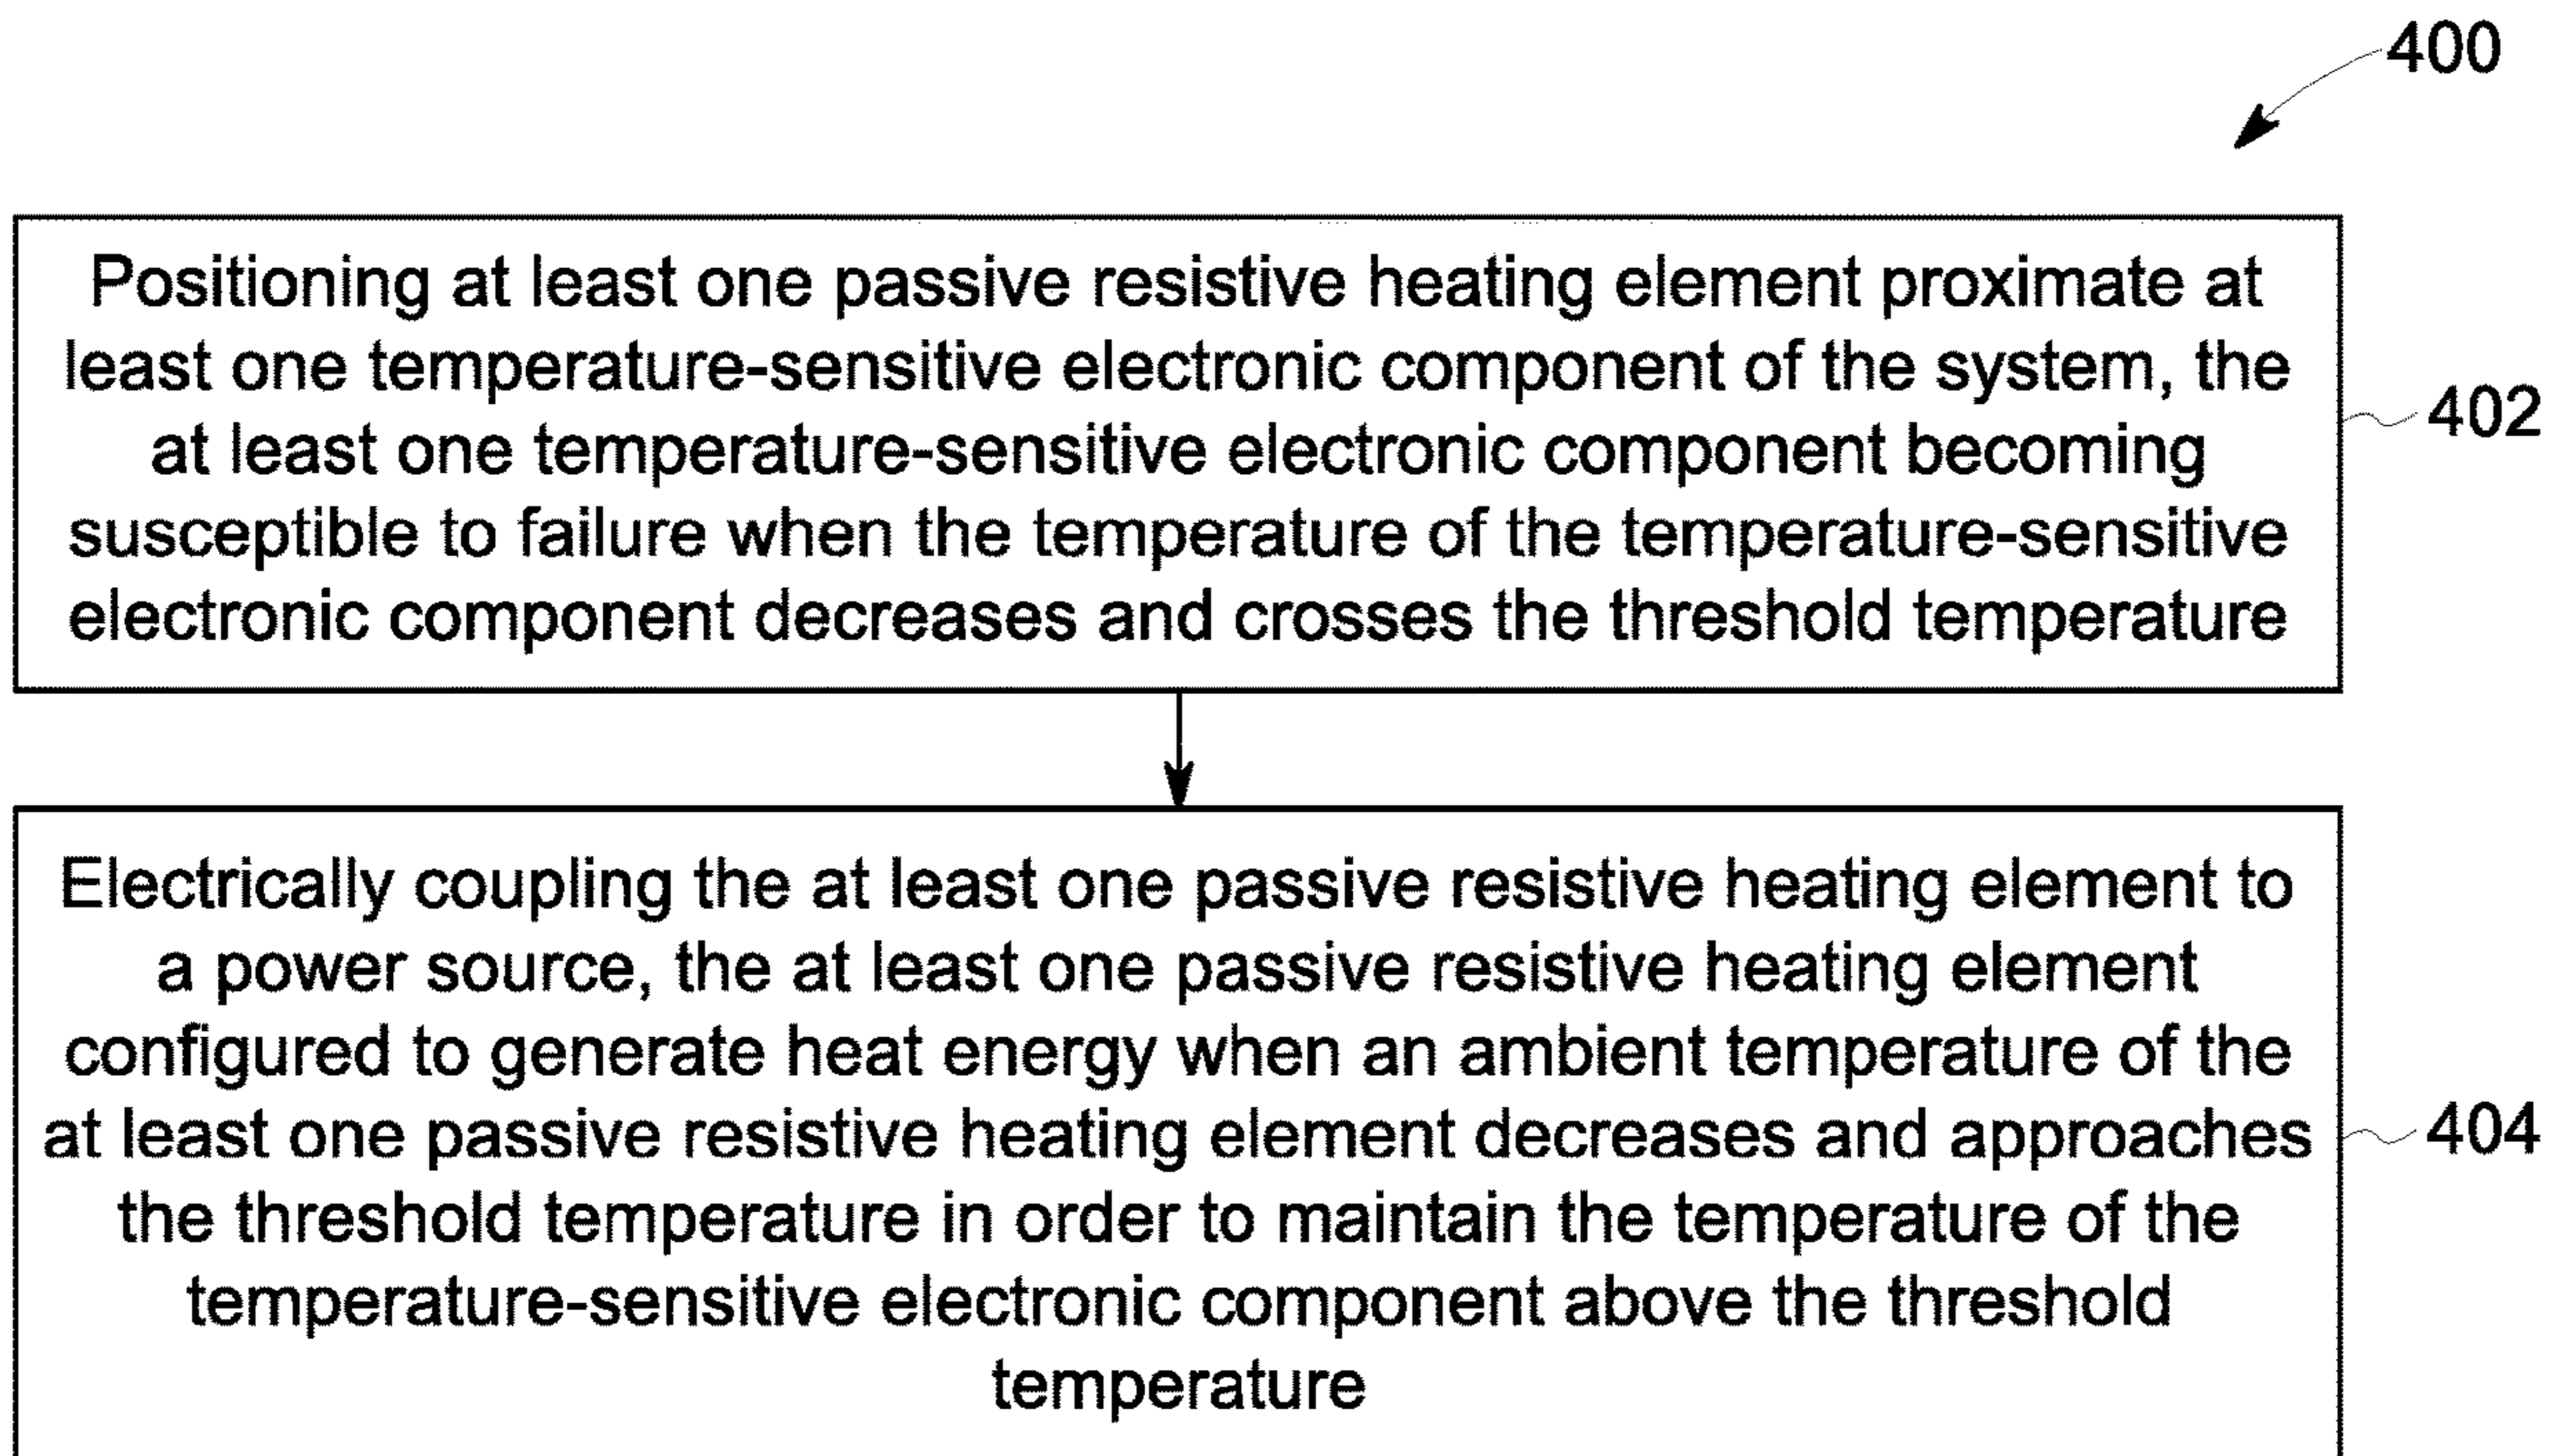 400
Positioning at least one passive resistive heating element proximate at
least one temperature-sensitive electronic component of the system, the
at least one temperature-sensitive electronic component becoming
susceptible to failure when the temperature of the temperature-sensitive
electronic component decreases and crosses the threshold temperature
402
Electrically coupling the at least one passive resistive heating element to
a power source, the at least one passive resistive heating element
configured to generate heat energy when an ambient temperature of the
at least one passive resistive heating element decreases and approaches
the threshold temperature in order to maintain the temperature of the
temperature-sensitive electronic component above the threshold
temperature
404